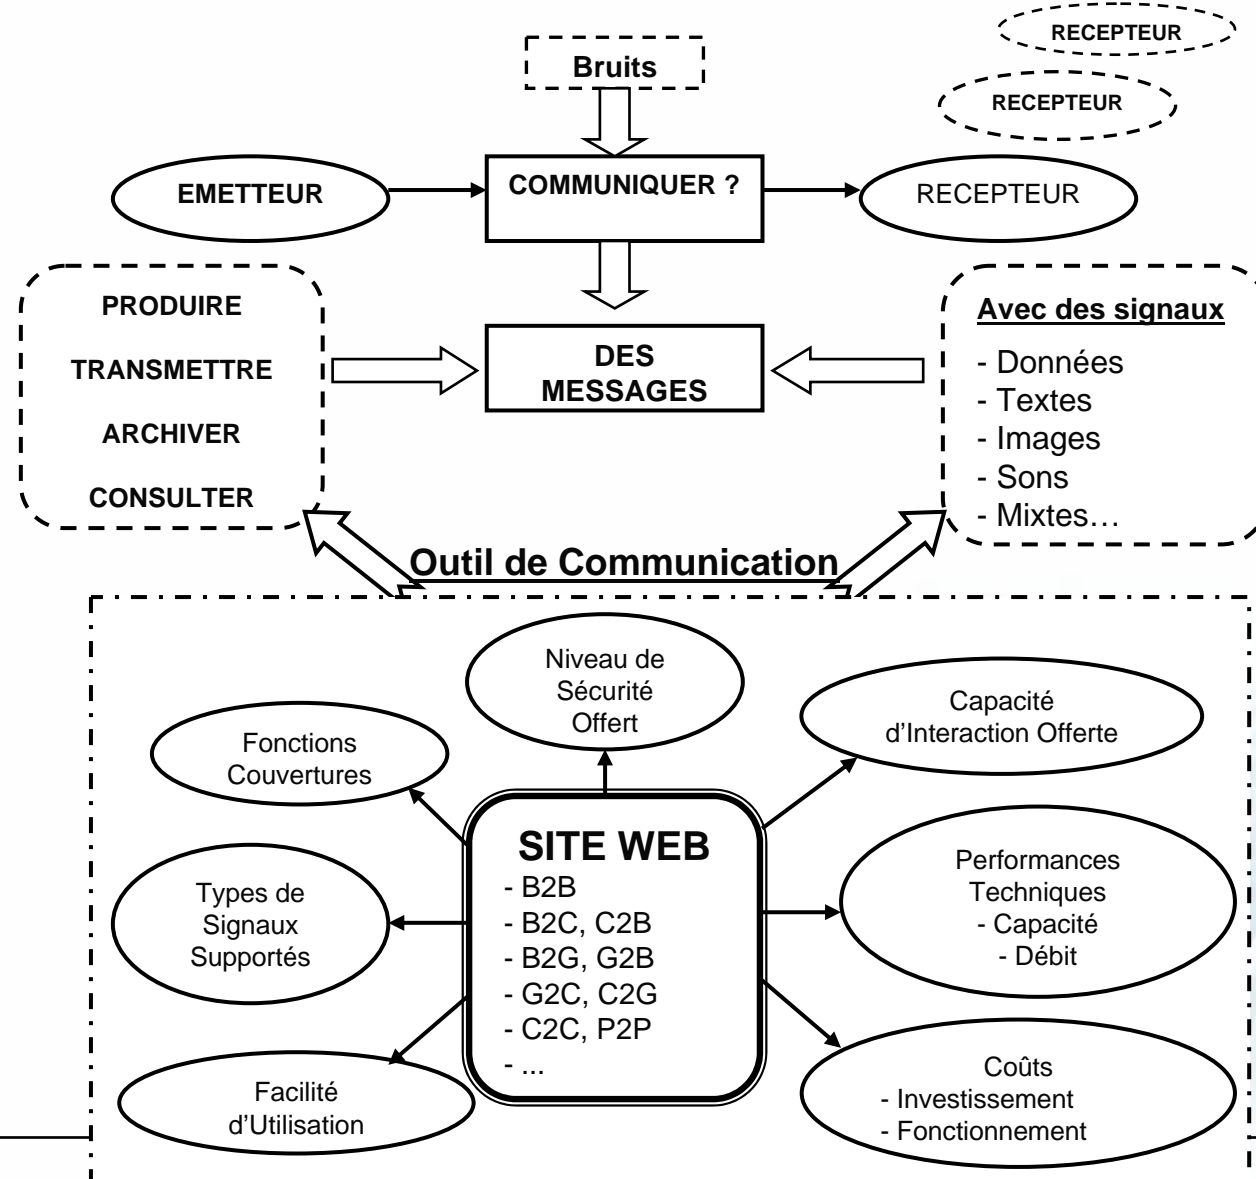 RECEPTEUR
Bruits
RECEPTEUR
EMETTEUR
COMMUNIQUER ?
RECEPTEUR
PRODUIRE
TRANSMETTRE
ARCHIVER
CONSULTER
DES
MESSAGES
Avec des signaux
- Données
- Textes
- Images
- Sons
- Mixtes…
Outil de Communication
Niveau de
Sécurité
Offert
Capacité
d’Interaction Offerte
Fonctions
Couvertures
SITE WEB
- B2B
- B2C, C2B
- B2G, G2B
- G2C, C2G
- C2C, P2P
- ...
Performances
Techniques
- Capacité
- Débit
Types de
Signaux
Supportés
Facilité
d’Utilisation
Coûts
- Investissement
- Fonctionnement